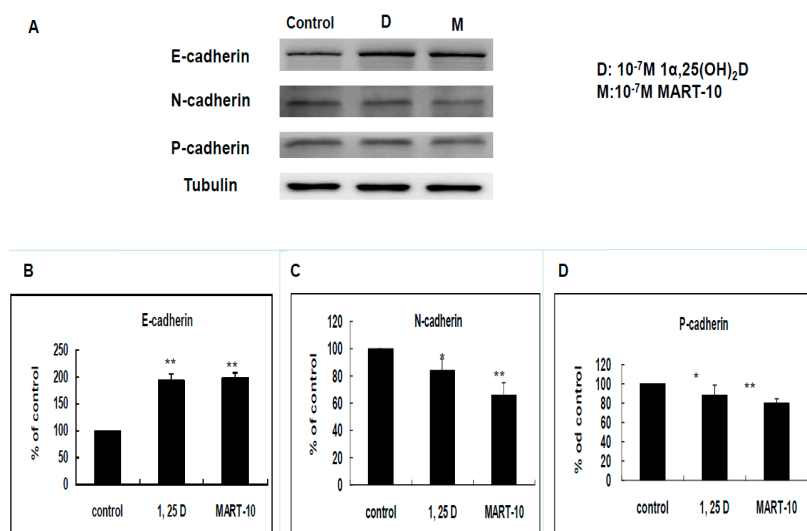 A
Control D M
E-cadherin
N-cadherin
P-cadherin
Tubulin
D: 10⁻⁷M 1α,25(OH)₂D
M:10⁻⁷M MART-10
B
E-cadherin
% of control
250
200
150
100
50
0
** **
control 1, 25 D MART-10
C
N-cadherin
% of control
120
100
80
60
40
20
0
* **
control 1, 25 D MART-10
D
P-cadherin
% od control
120
100
80
60
40
20
0
* **
control 1, 25 D MART-10